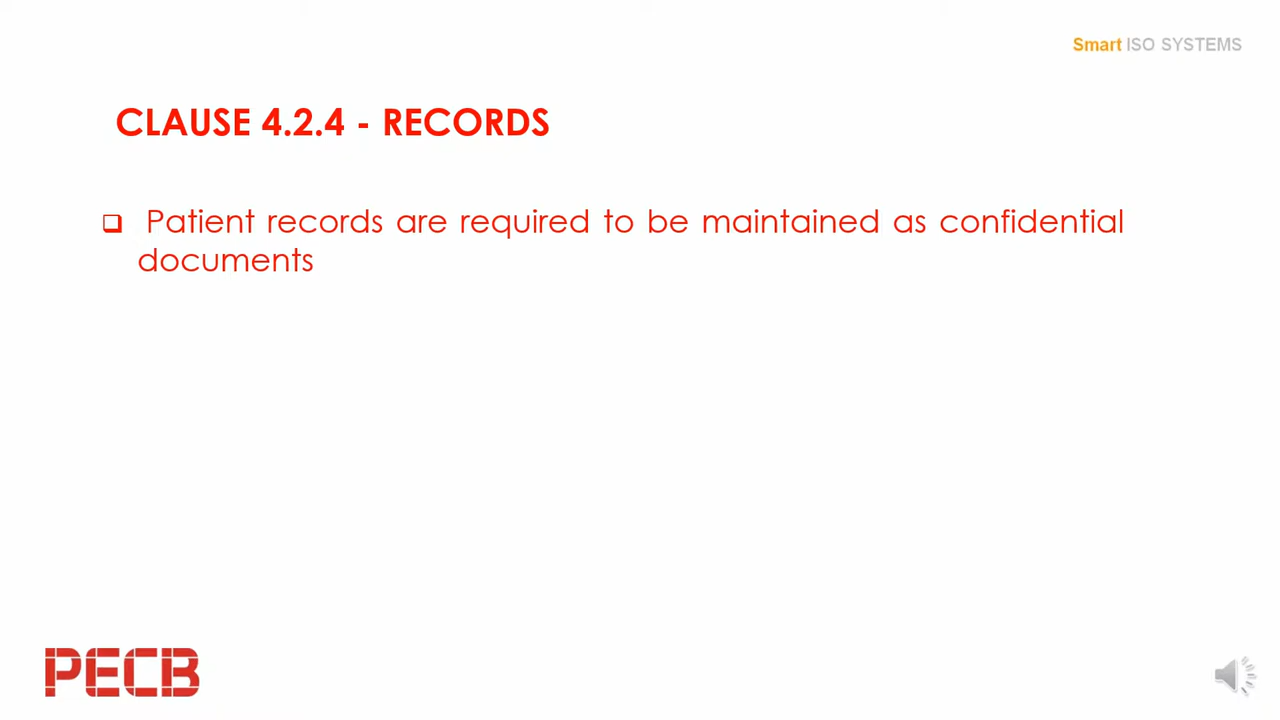 Smart ISO SYSTEMS
CLAUSE 4.2.4 - RECORDS
Patient records are required to be maintained as confidential
documents
PECB